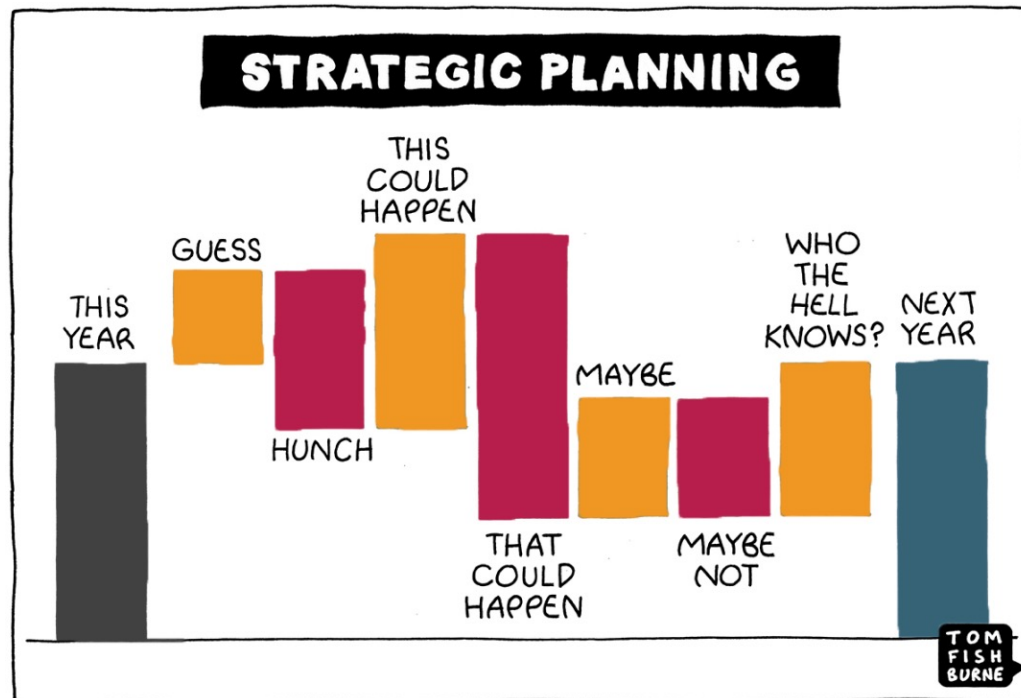 STRATEGIC PLANNING
THIS
YEAR
GUESS
HUNCH
THIS
COULD
HAPPEN
THAT
COULD
HAPPEN
MAYBE
MAYBE
NOT
WHO
THE
HELL
KNOWS?
NEXT
YEAR
TOM
FISH
BURNE